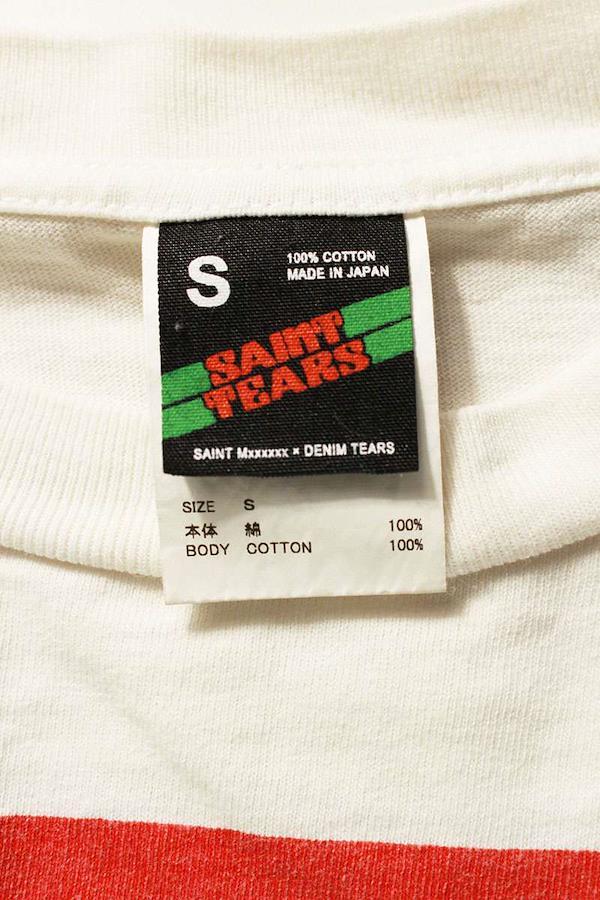 S
100% COTTON
MADE IN JAPAN
SAINT
TEARS
SAINT Mxxxxxx × DENIM TEARS
SIZE S
本体 綿 100%
BODY COTTON 100%